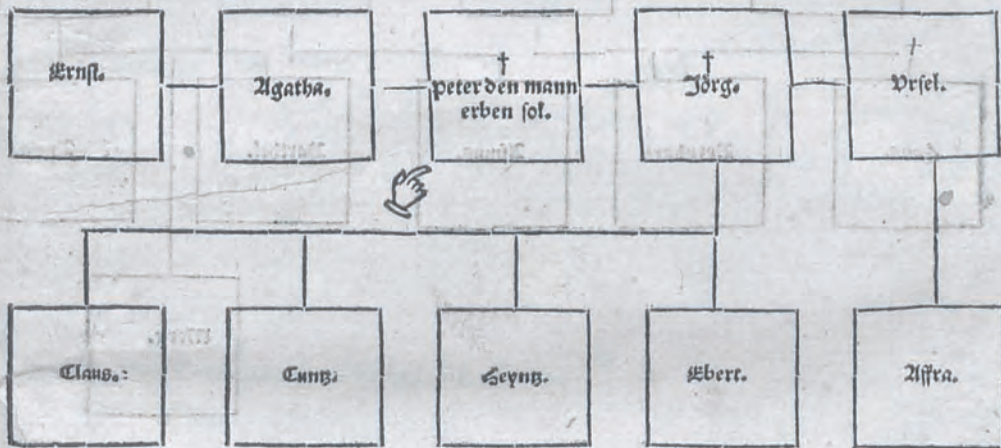 Ernst.
Agatha.
†
peter den mann
erben sol.
†
Jörg.
†
Vrsel.
Claus.:
Cuntz.
Heyntz.
Ebert.
Affra.